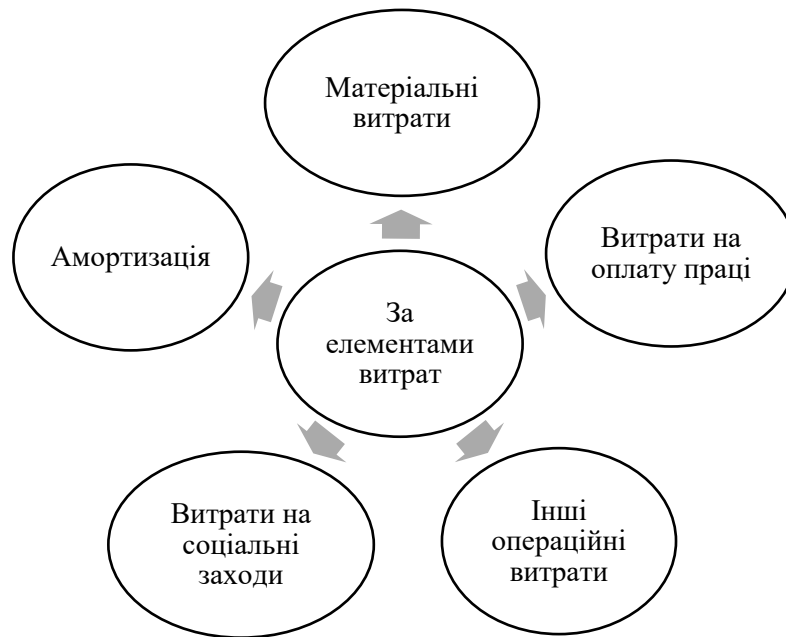 Матеріальні
витрати
Амортизація
Витрати на
оплату праці
За
елементами
витрат
Витрати на
соціальні
заходи
Інші
операційні
витрати